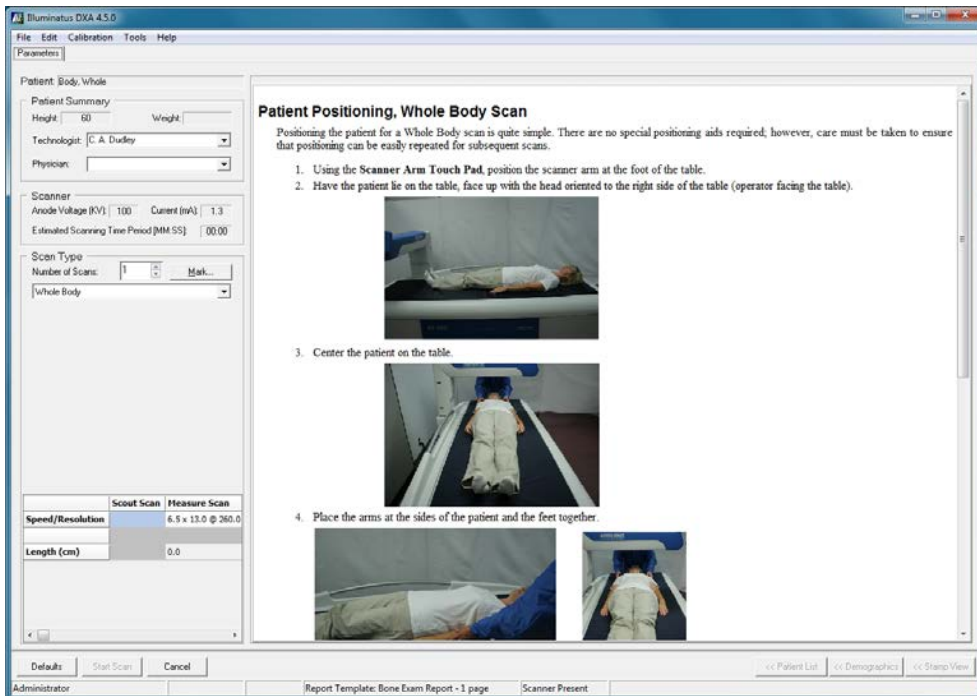 Illuminatus DXA 4.5.0
File Edit Calibration Tools Help
Parameters
Patient: Body, Whole
Patient Summary
Height: 60 Weight:
Technologist: C. A. Dudley
Physician:
Scanner
Anode Voltage (KV): 100 Current (mA): 1.3
Estimated Scanning Time Period [MM:SS]: 00:00
Scan Type
Number of Scans: 1 Mark...
Whole Body
Scout Scan Measure Scan
Speed/Resolution 6.5 x 13.0 @ 260.0
Length (cm) 0.0
Patient Positioning, Whole Body Scan
Positioning the patient for a Whole Body scan is quite simple. There are no special positioning aids required; however, care must be taken to ensure
that positioning can be easily repeated for subsequent scans.
1. Using the Scanner Arm Touch Pad, position the scanner arm at the foot of the table.
2. Have the patient lie on the table, face up with the head oriented to the right side of the table (operator facing the table).
3. Center the patient on the table.
4. Place the arms at the sides of the patient and the feet together.
Defaults Start Scan Cancel << Patient List << Demographics << Stamp View
Administrator Report Template: Bone Exam Report - 1 page Scanner Present